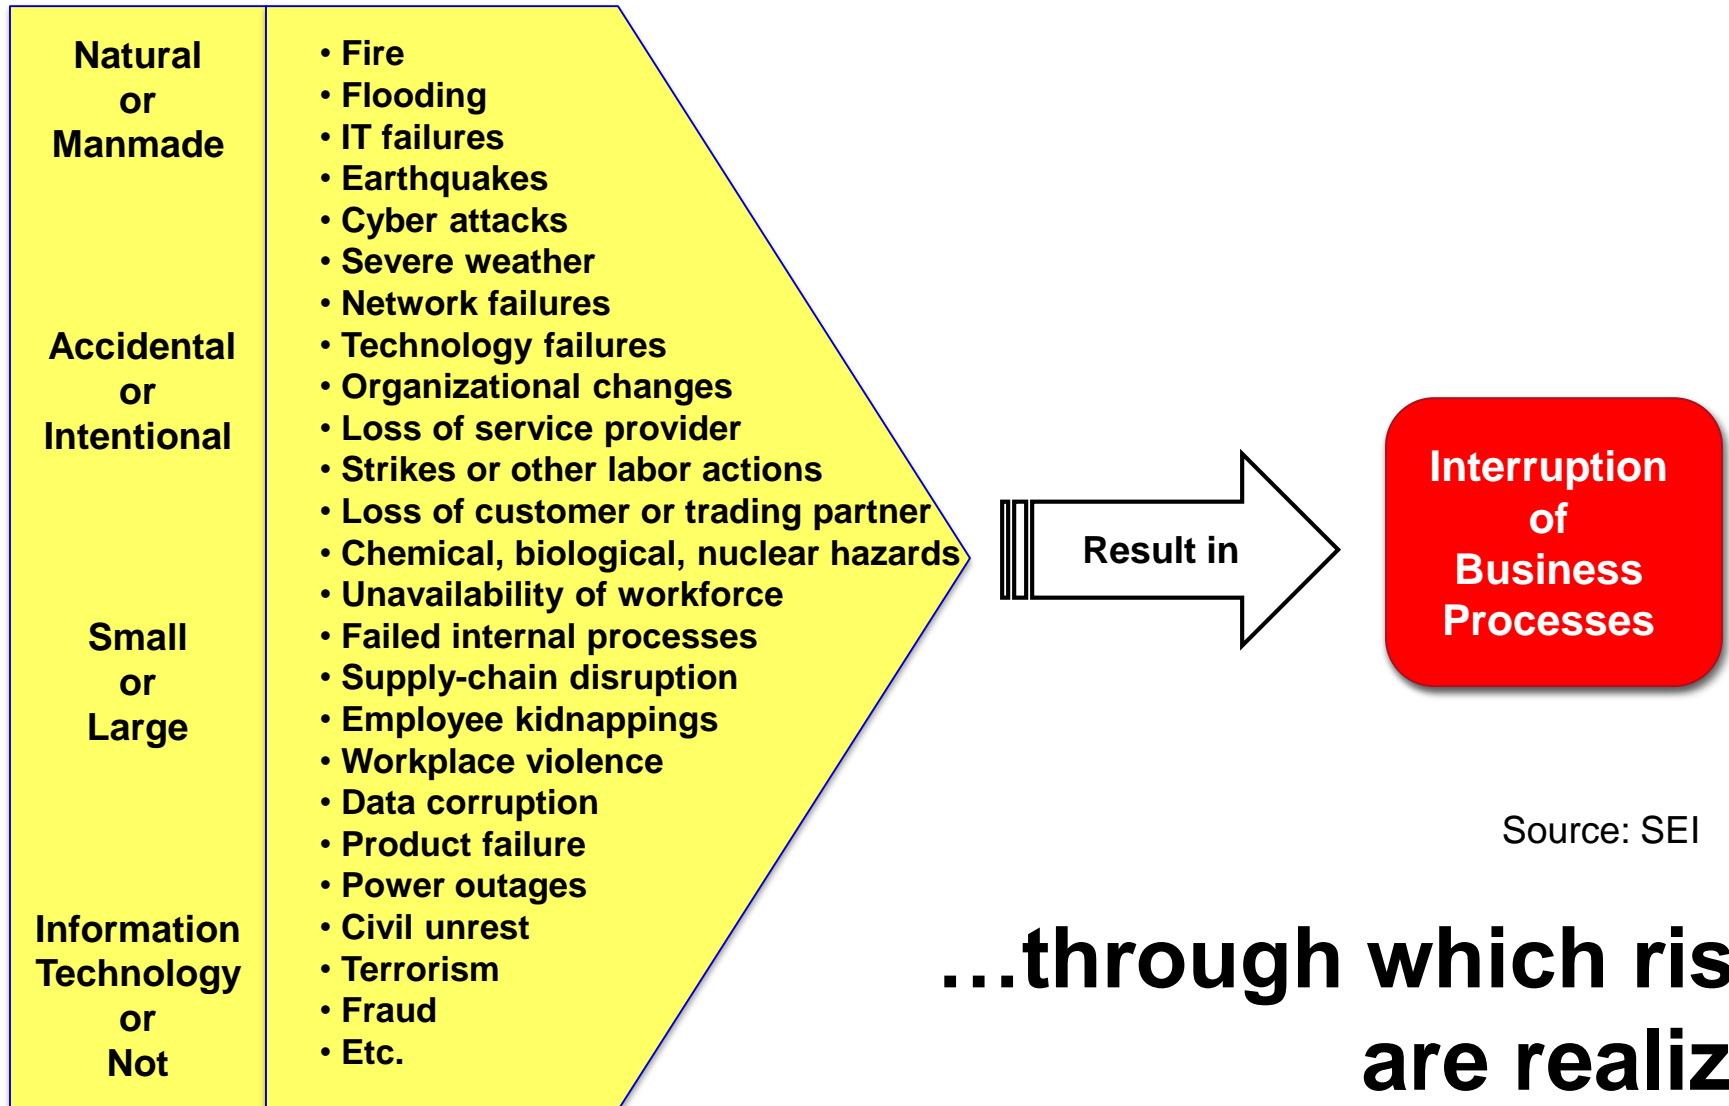 Natural
or
Manmade
Accidental
or
Intentional
Small
or
Large
Information
Technology
or
Not
• Fire
• Flooding
• IT failures
• Earthquakes
• Cyber attacks
• Severe weather
• Network failures
• Technology failures
• Organizational changes
• Loss of service provider
• Strikes or other labor actions
• Loss of customer or trading partner
• Chemical, biological, nuclear hazards
• Unavailability of workforce
• Failed internal processes
• Supply-chain disruption
• Employee kidnappings
• Workplace violence
• Data corruption
• Product failure
• Power outages
• Civil unrest
• Terrorism
• Fraud
• Etc.
Result in
Interruption
of
Business
Processes
Source: SEI
…through which ris
are realiz